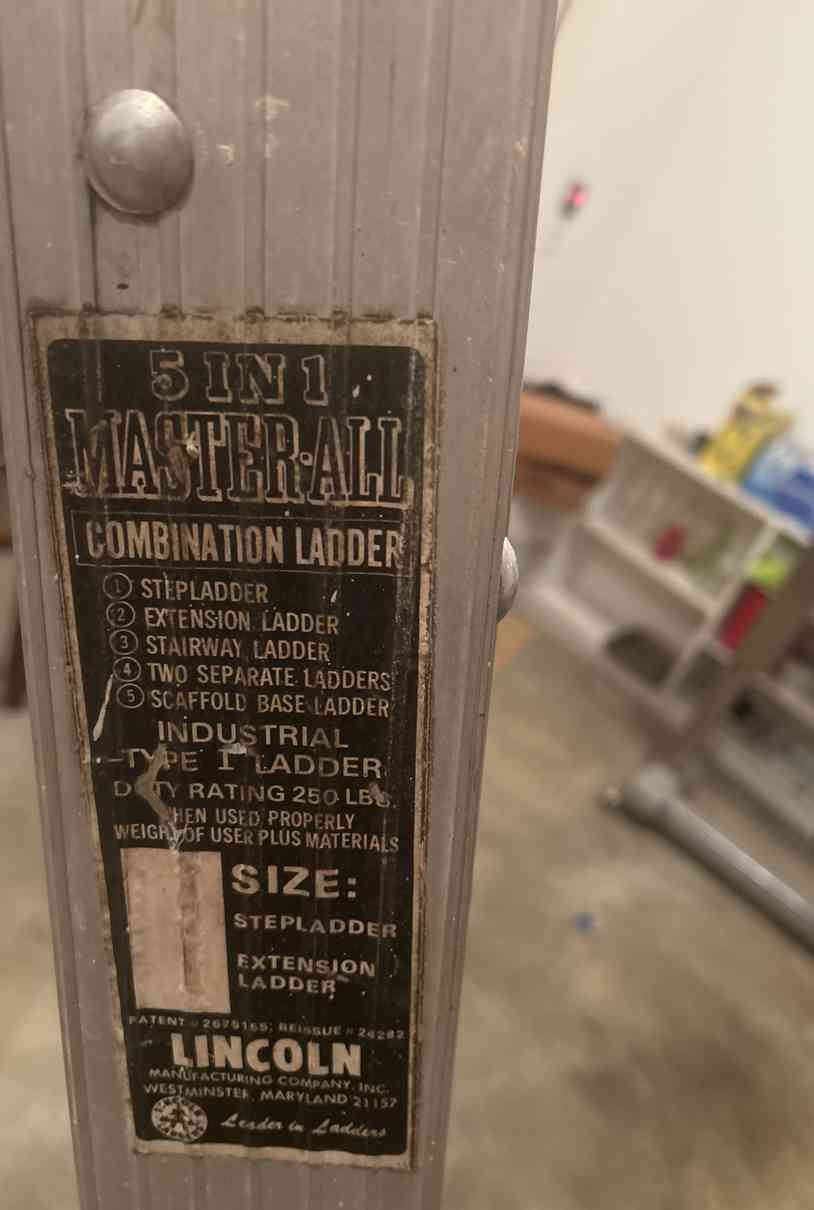 5 IN 1
MASTER·ALL
COMBINATION LADDER
1 STEPLADDER
2 EXTENSION LADDER
3 STAIRWAY LADDER
4 TWO SEPARATE LADDERS
5 SCAFFOLD BASE LADDER
INDUSTRIAL
TYPE I LADDER
DUTY RATING 250 LBS.
WHEN USED PROPERLY
WEIGHT OF USER PLUS MATERIALS
SIZE:
STEPLADDER
EXTENSION
LADDER
PATENT # 2675165; REISSUE # 24282
LINCOLN
MANUFACTURING COMPANY, INC.
WESTMINSTER, MARYLAND 21157
Leader in Ladders